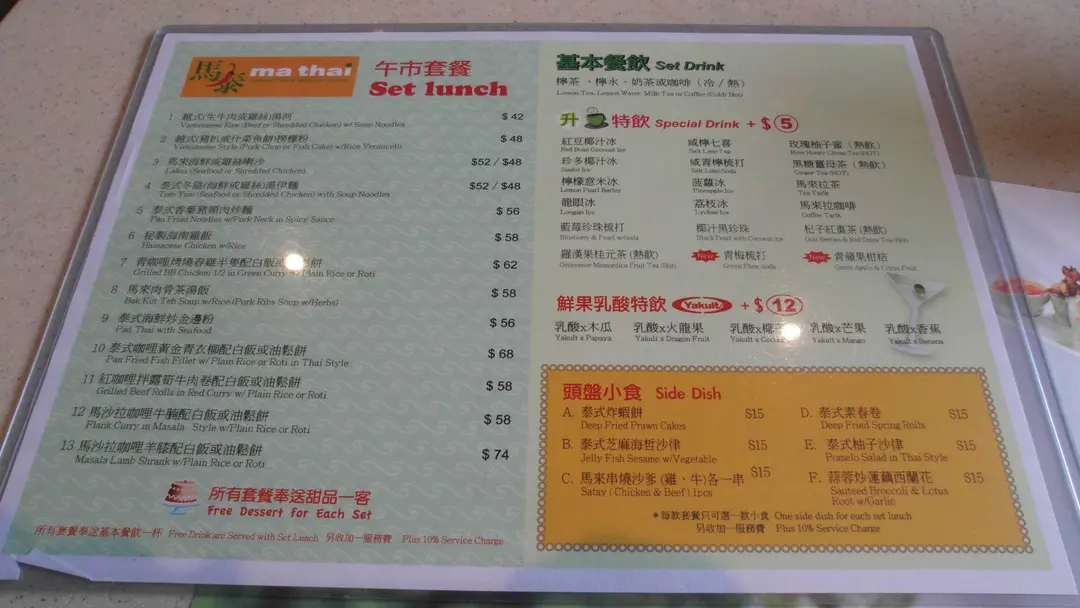 馬泰 ma thai
午市套餐
Set lunch
1 越式(生牛肉或雞絲)湯河 $ 42
Vietnamese Raw (Beef or Shredded Chicken) w/ Soup Noodles
2 越式(豬扒或什菜魚餅)撈檬粉 $ 48
Vietnamese Style (Pork Chop or Fish Cake) w/Rice Vermicelli
3 馬來海鮮或雞絲喇沙 $52 / $48
Laksa (Seafood or Shredded Chicken)
4 泰式冬蔭(海鮮或雞絲)湯伊麵 $52 / $48
Tom Yum (Seafood or Shredded Chicken) with Soup Noodles
5 泰式香葉豬頸肉炒麵 $ 56
Pan Fried Noodles w/Pork Neck in Spicy Sauce
6 秘製海南雞飯 $ 58
Hainanese Chicken w/Rice
7 青咖喱烤燒春雞半隻配白飯或油鬆餅 $ 62
Grilled BB Chicken 1/2 in Green Curry w/ Plain Rice or Roti
8 馬來肉骨茶湯飯 $ 58
Bak Kut Teh Soup w/Rice (Pork Ribs Soup w/Herbs)
9 泰式海鮮炒金邊粉 $ 56
Pad Thai with Seafood
10 泰式咖哩黃金青衣柳配白飯或油鬆餅 $ 68
Pan Fried Fish Fillet w/Plain Rice or Roti in Thai Style
11 紅咖哩拌露筍牛肉卷配白飯或油鬆餅 $ 58
Grilled Beef Rolls in Red Curry w/ Plain Rice or Roti
12 馬沙拉咖哩牛腩配白飯或油鬆餅 $ 58
Flank Curry in Masala Style w/Plain Rice or Roti
13 馬沙拉咖哩羊膝配白飯或油鬆餅 $ 74
Masala Lamb Shrank w/Plain Rice or Roti
所有套餐奉送甜品一客
Free Dessert for Each Set
所有套餐奉送基本餐飲一杯 Free Drink are Served with Set Lunch 另收加一服務費 Plus 10% Service Charge
基本餐飲 Set Drink
檸茶、檸水、奶茶或咖啡（冷／熱）
Lemon Tea, Lemon Water, Milk Tea or Coffee (Cold/ Hot)
升 特飲 Special Drink + $ 5
紅豆椰汁冰 咸檸七喜 玫瑰柚子蜜（熱飲）
Red Bean Coconut Ice Salt Lime 7up Rose Honey Citrus Tea (HOT)
珍多椰汁冰 咸青檸梳打 黑糖薑母茶（熱飲）
Jando Ice Salt Lime Soda Ginger Tea (HOT)
檸檬意米冰 菠蘿冰 馬來拉茶
Lemon Pearl Barley Pineapple Ice Tea Tarik
龍眼冰 荔枝冰 馬來拉咖啡
Longan Ice Lychee Ice Coffee Tarik
藍莓珍珠梳打 椰汁黑珍珠 杞子紅棗茶（熱飲）
Blueberry & Pearl w/Soda Black Pearl with Coconut Ice Goji Berries & Red Dates Tea (Hot)
羅漢果桂元茶（熱飲） New 青梅梳打 New 青蘋果柑桔
Grosvenor Momordica Fruit Tea (Hot) Green Plum Soda Green Apple & Citrus Fruit
鮮果乳酸特飲 Yakult + $ 12
乳酸x木瓜 乳酸x火龍果 乳酸x椰子 乳酸x芒果 乳酸x香蕉
Yakult x Papaya Yakult x Dragon Fruit Yakult x Yakult x Mango Yakult x Banana
頭盤小食 Side Dish
A. 泰式炸蝦餅 $15
Deep Fried Prawn Cakes
B. 泰式芝麻海哲沙律 $15
Jelly Fish Sesame w/Vegetable
C. 馬來串燒沙爹 (雞、牛)各一串 $15
Satay ( Chicken & Beef ) 1pcs
D. 泰式素春卷 $15
Deep Fried Spring Rolls
E. 泰式柚子沙律 $15
Pomelo Salad in Thai Style
F. 蒜蓉炒蓮藕西蘭花 $15
Sauteed Broccoli & Lotus
Root w/Garlic
*每款套餐只可選一款小食 One side dish for each set lunch
另收加一服務費 Plus 10% Service Charge